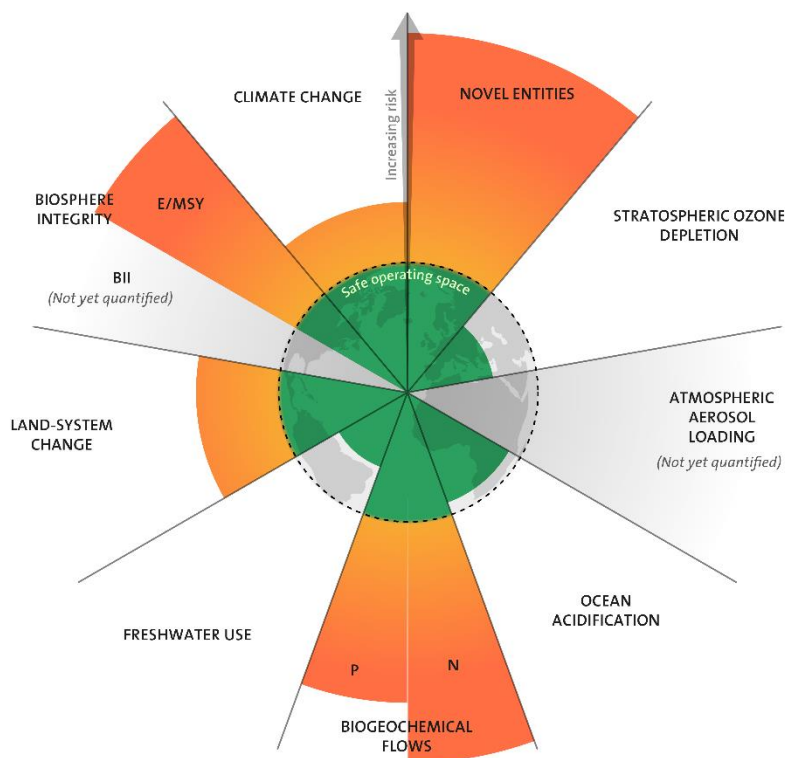 CLIMATE CHANGE
Increasing risk
NOVEL ENTITIES
BIOSPHERE
INTEGRITY
E/MSY
STRATOSPHERIC OZONE
DEPLETION
BII
(Not yet quantified)
Safe operating space
LAND-SYSTEM
CHANGE
ATMOSPHERIC
AEROSOL
LOADING
(Not yet quantified)
FRESHWATER USE
OCEAN
ACIDIFICATION
P
N
BIOGEOCHEMICAL
FLOWS